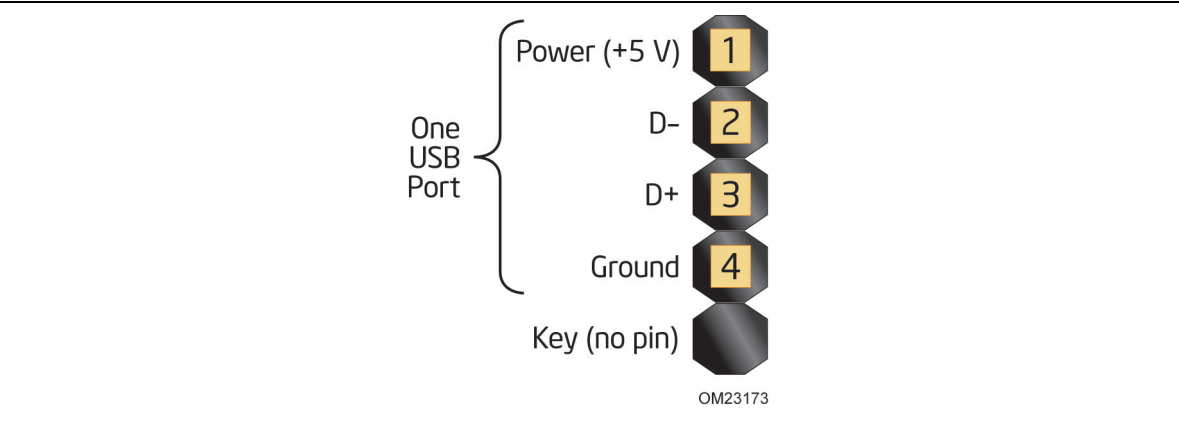 Power (+5 V) 1
D– 2
One
USB
Port
D+ 3
Ground 4
Key (no pin)
OM23173